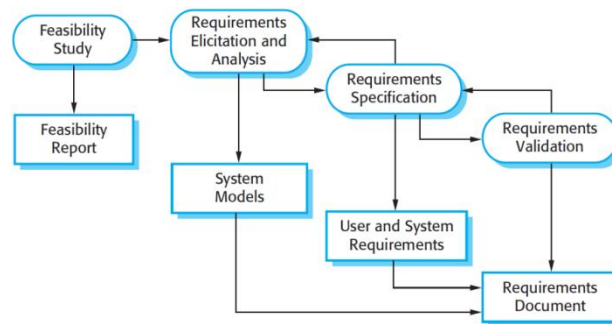 Feasibility
Study
Requirements
Elicitation and
Analysis
Requirements
Specification
Requirements
Validation
Feasibility
Report
System
Models
User and System
Requirements
Requirements
Document